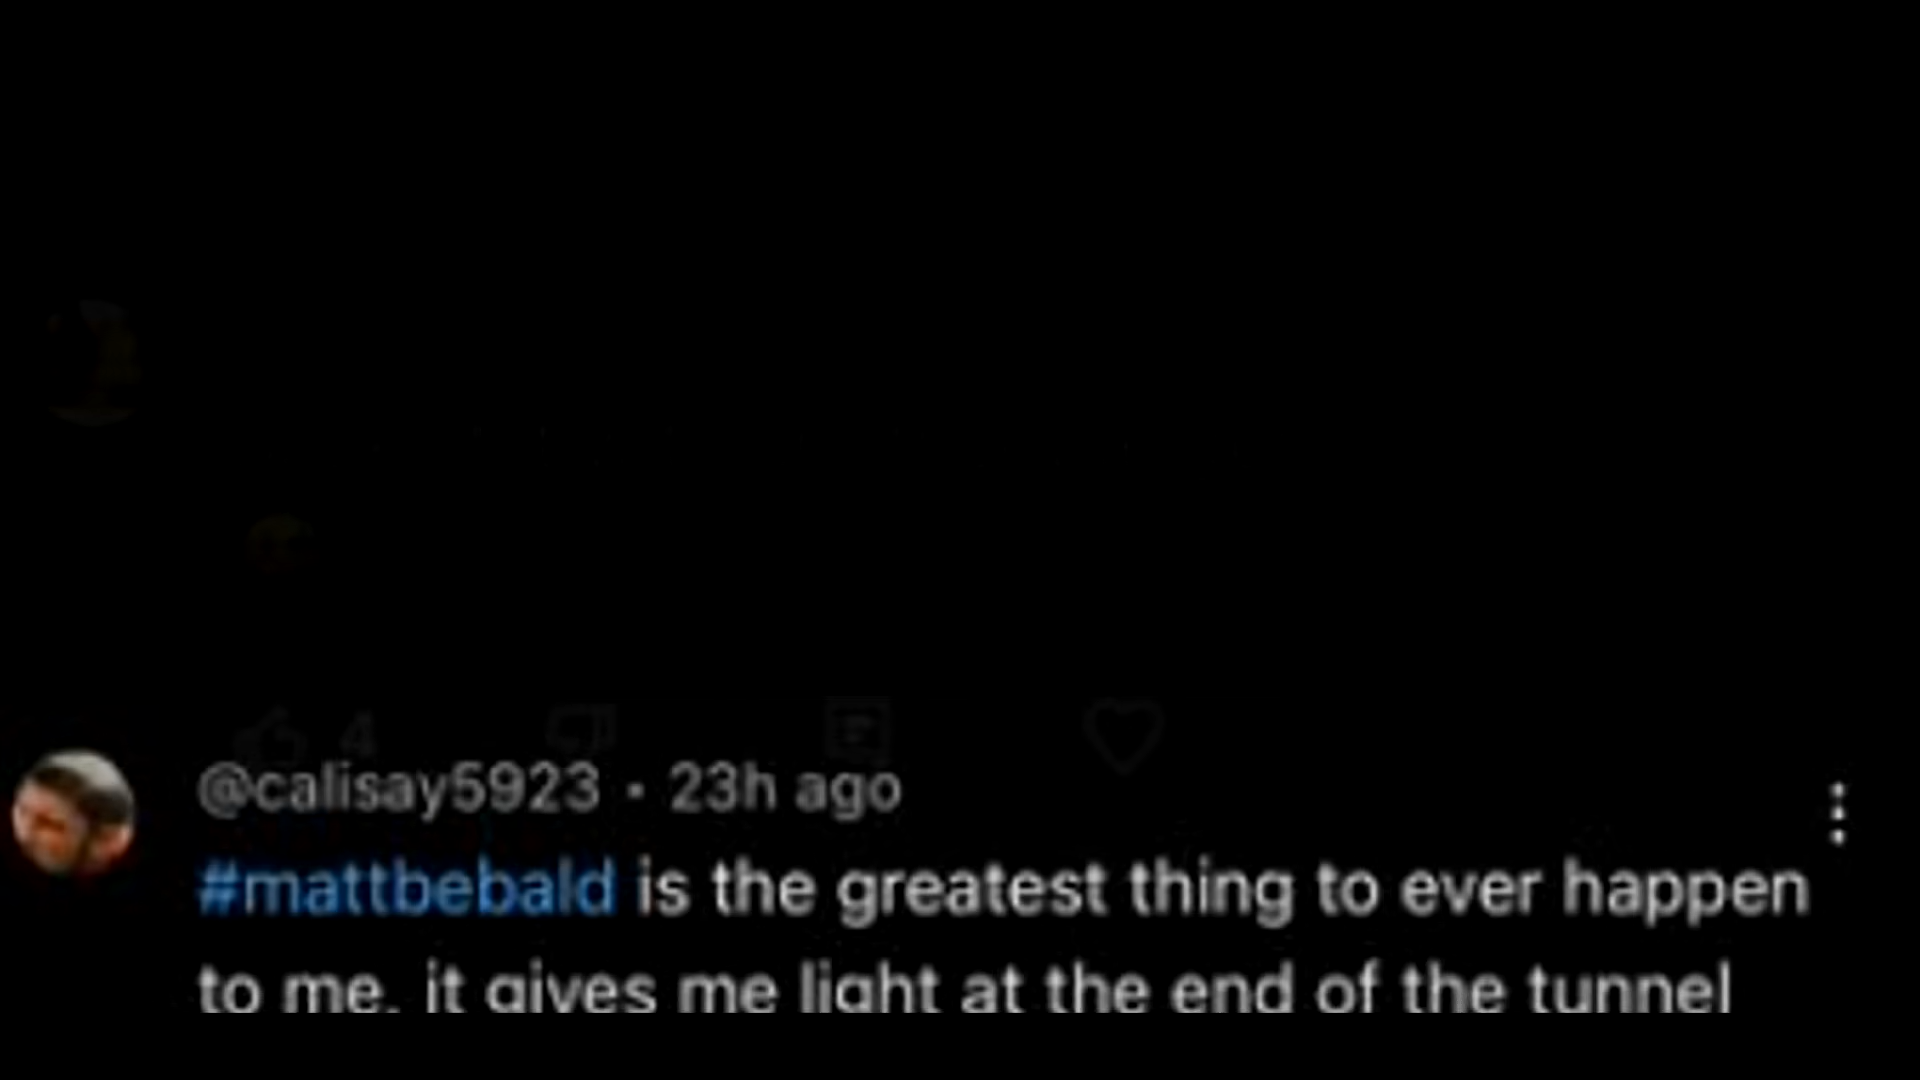 4
@calisay5923 · 23h ago
#mattbebald is the greatest thing to ever happen
to me. it gives me light at the end of the tunnel